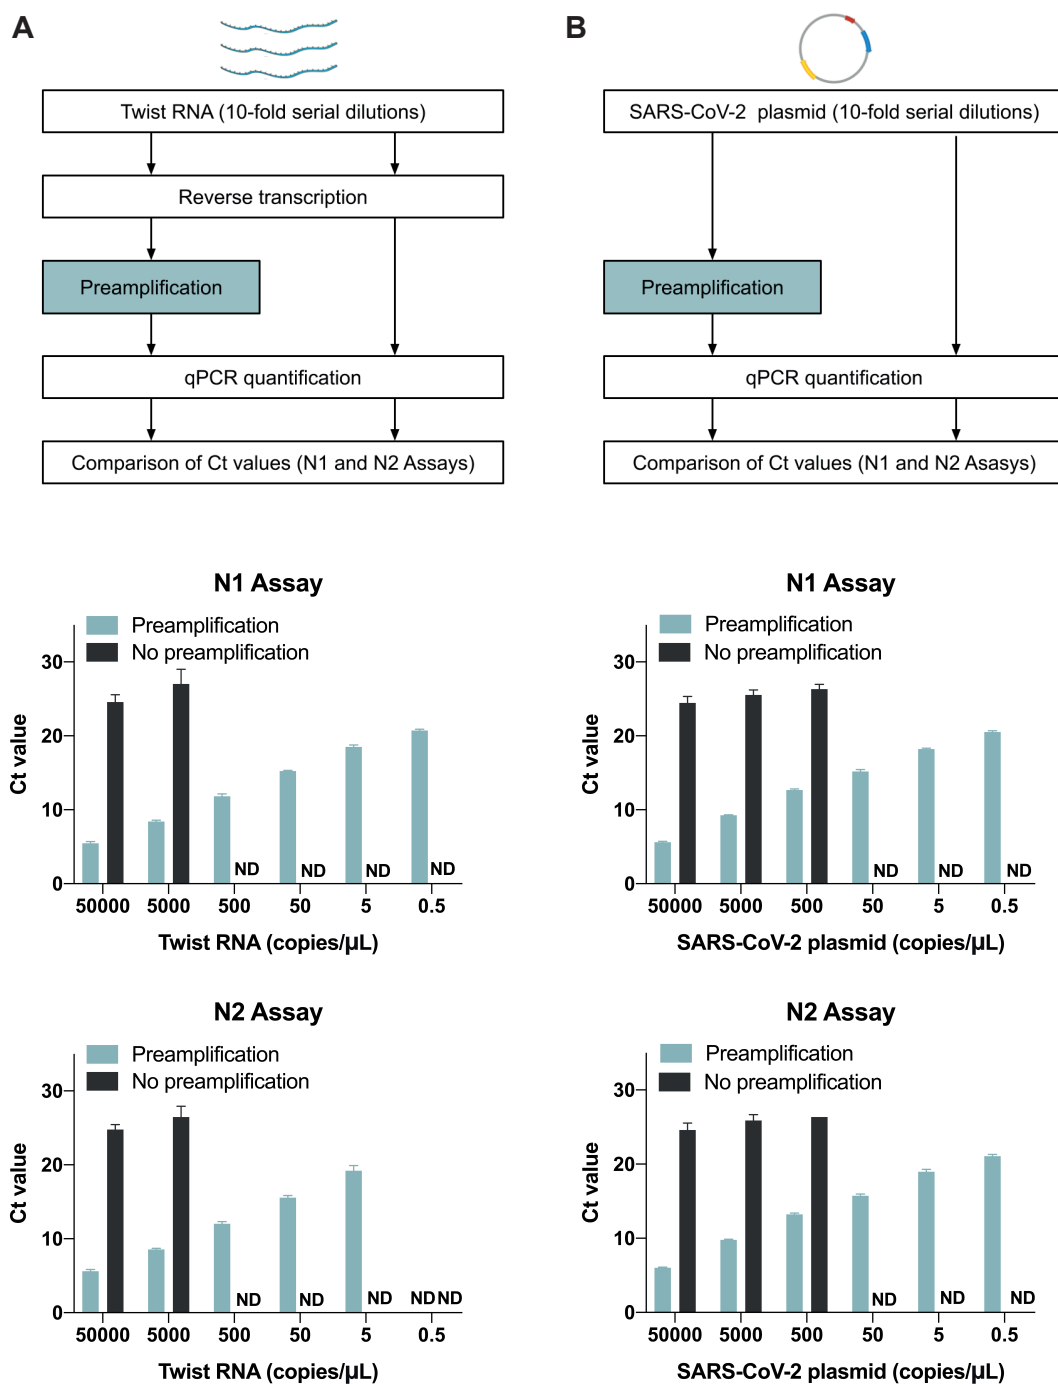 A
Twist RNA (10-fold serial dilutions)
Reverse transcription
Preamplification
qPCR quantification
Comparison of Ct values (N1 and N2 Assays)
B
SARS-CoV-2 plasmid (10-fold serial dilutions)
Preamplification
qPCR quantification
Comparison of Ct values (N1 and N2 Asasys)
N1 Assay
Preamplification
No preamplification
Ct value
30
20
10
0
ND
ND
ND
ND
50000
5000
500
50
5
0.5
Twist RNA (copies/µL)
N1 Assay
Preamplification
No preamplification
Ct value
30
20
10
0
ND
ND
ND
50000
5000
500
50
5
0.5
SARS-CoV-2 plasmid (copies/µL)
N2 Assay
Preamplification
No preamplification
Ct value
30
20
10
0
ND
ND
ND
ND ND
50000
5000
500
50
5
0.5
Twist RNA (copies/µL)
N2 Assay
Preamplification
No preamplification
Ct value
30
20
10
0
ND
ND
ND
50000
5000
500
50
5
0.5
SARS-CoV-2 plasmid (copies/µL)